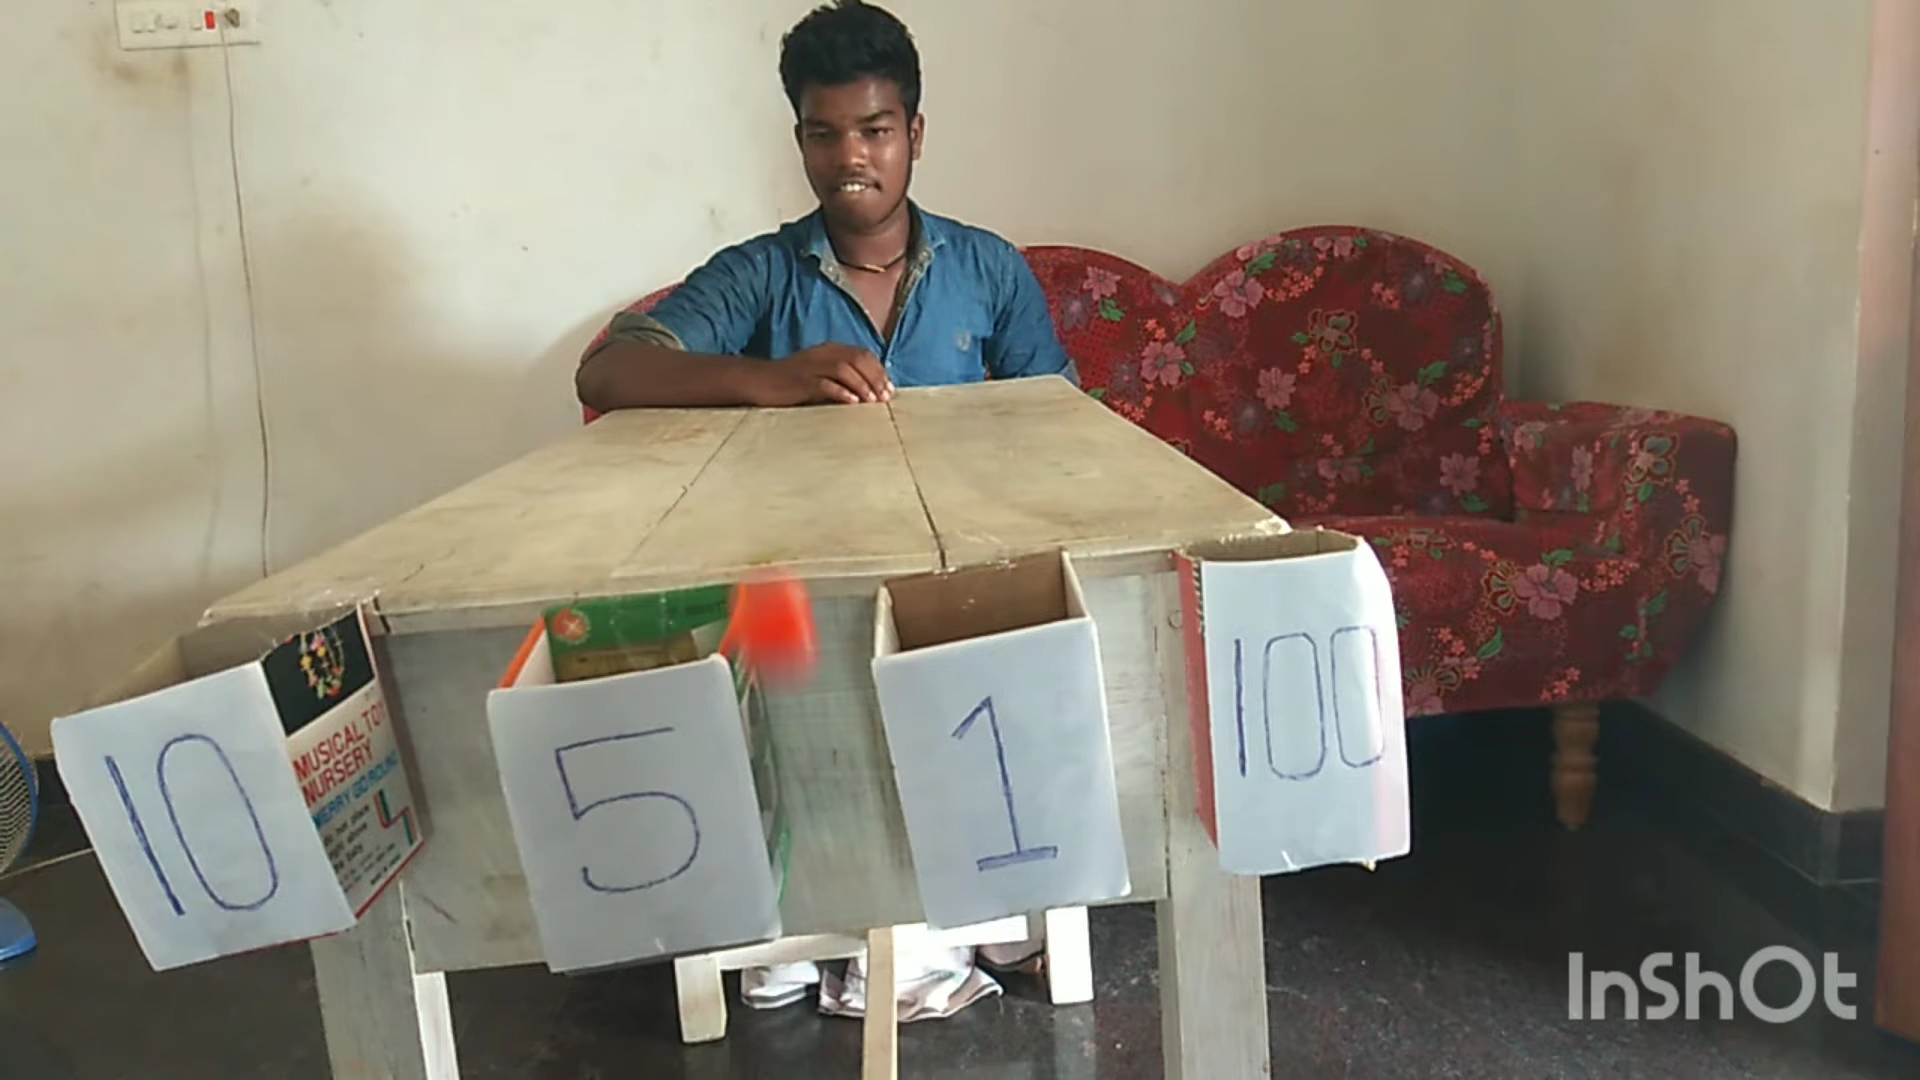 10
MUSICAL TOY
NURSERY
MERRY GO ROUND
5
1
100
InShOt